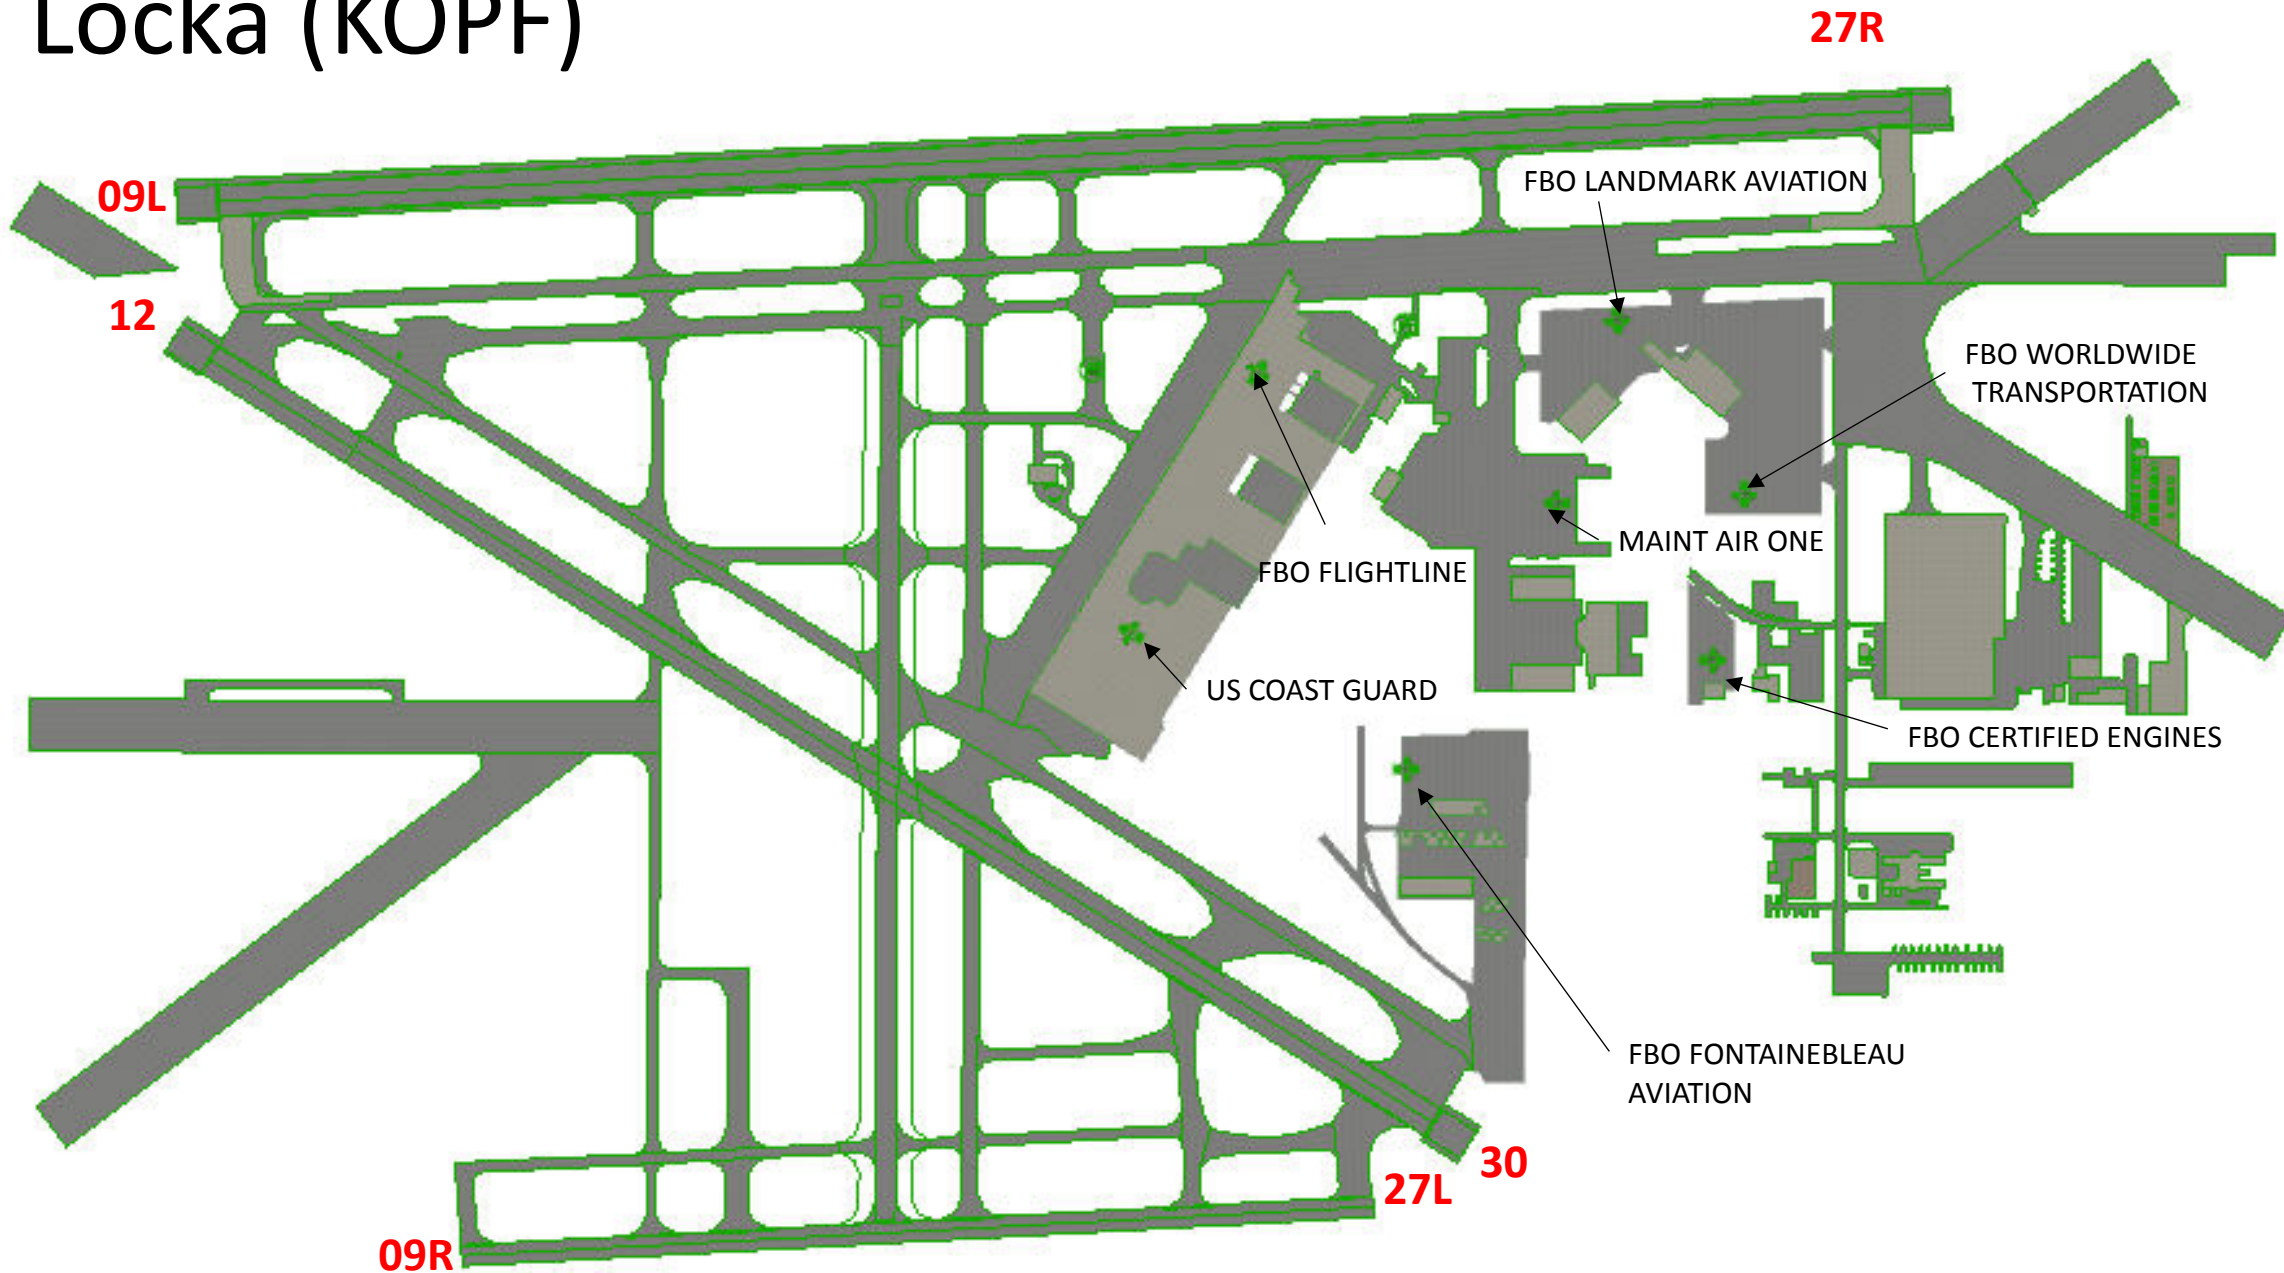 Locka (KOPF)
27R
09L
FBO LANDMARK AVIATION
12
FBO WORLDWIDE
TRANSPORTATION
MAINT AIR ONE
FBO FLIGHTLINE
US COAST GUARD
FBO CERTIFIED ENGINES
FBO FONTAINEBLEAU
AVIATION
30
27L
09R